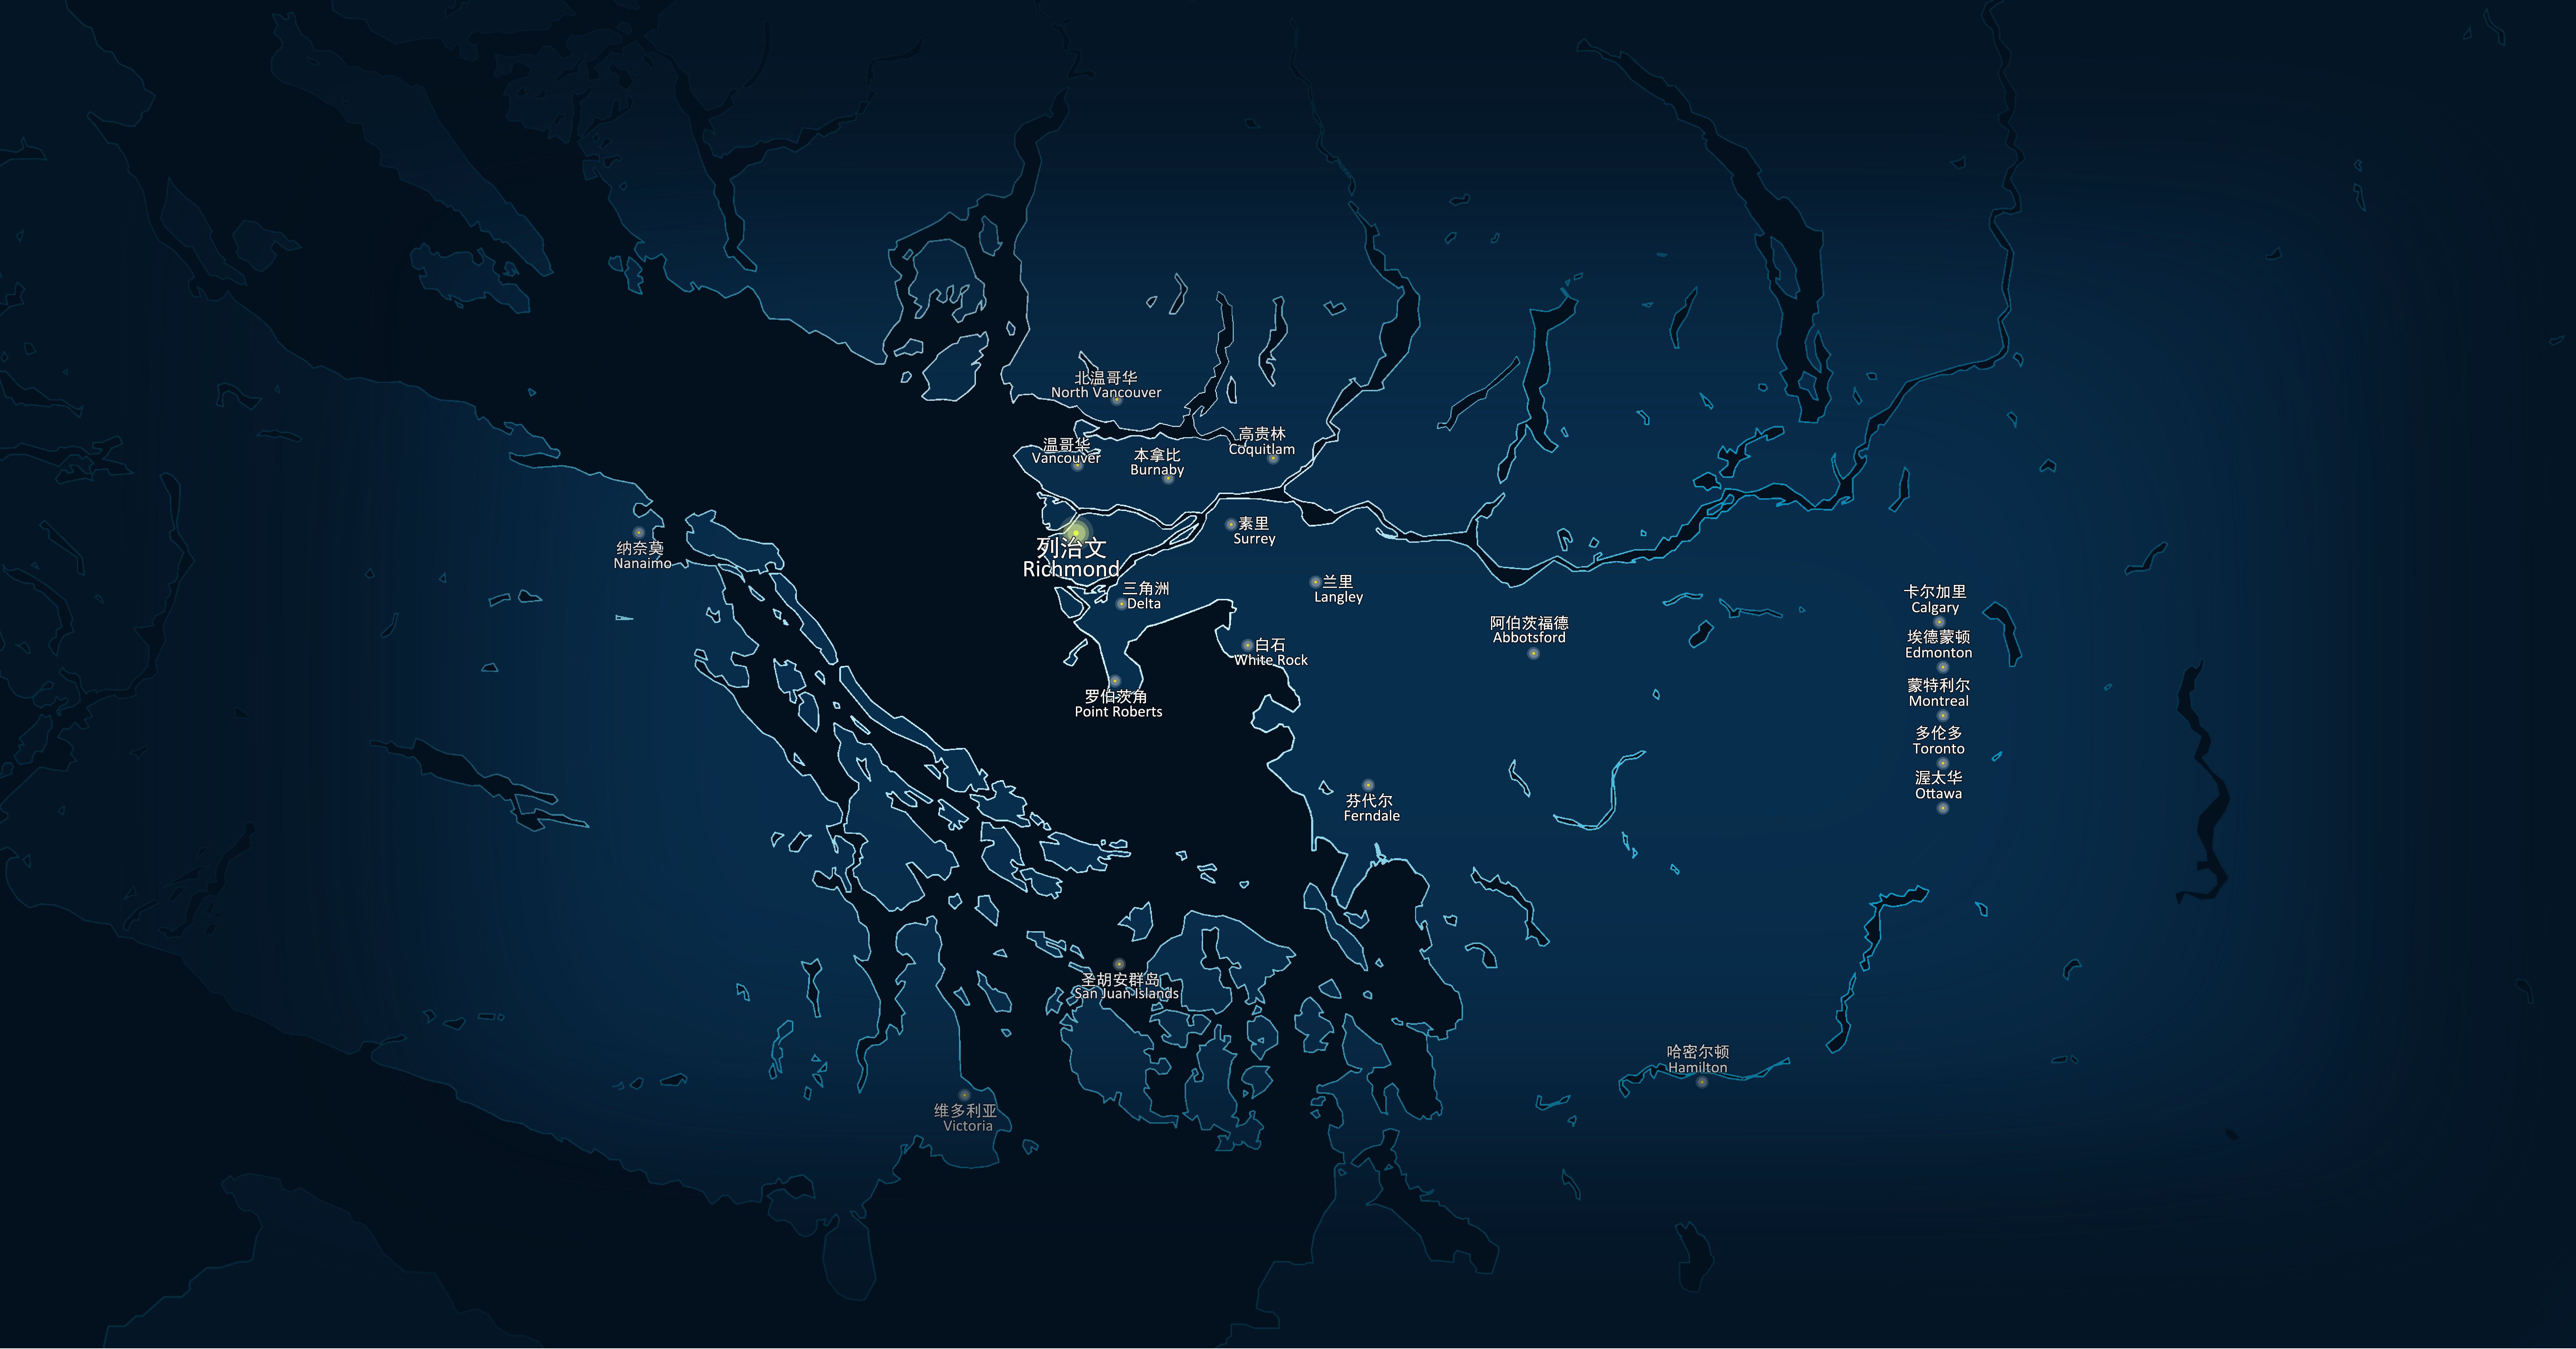 北温哥华
North Vancouver
温哥华
Vancouver
本拿比
Burnaby
高贵林
Coquitlam
素里
Surrey
列治文
Richmond
纳奈莫
Nanaimo
三角洲
Delta
兰里
Langley
卡尔加里
Calgary
阿伯茨福德
Abbotsford
埃德蒙顿
Edmonton
白石
White Rock
罗伯茨角
Point Roberts
蒙特利尔
Montreal
多伦多
Toronto
渥太华
Ottawa
芬代尔
Ferndale
圣胡安群岛
San Juan Islands
哈密尔顿
Hamilton
维多利亚
Victoria